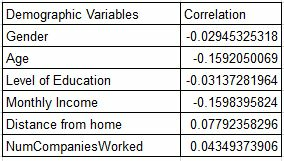 Demographic Variables Correlation
Gender -0.02945325318
Age -0.1592050069
Level of Education -0.03137281964
Monthly Income -0.1598395824
Distance from home 0.07792358296
NumCompaniesWorked 0.04349373906